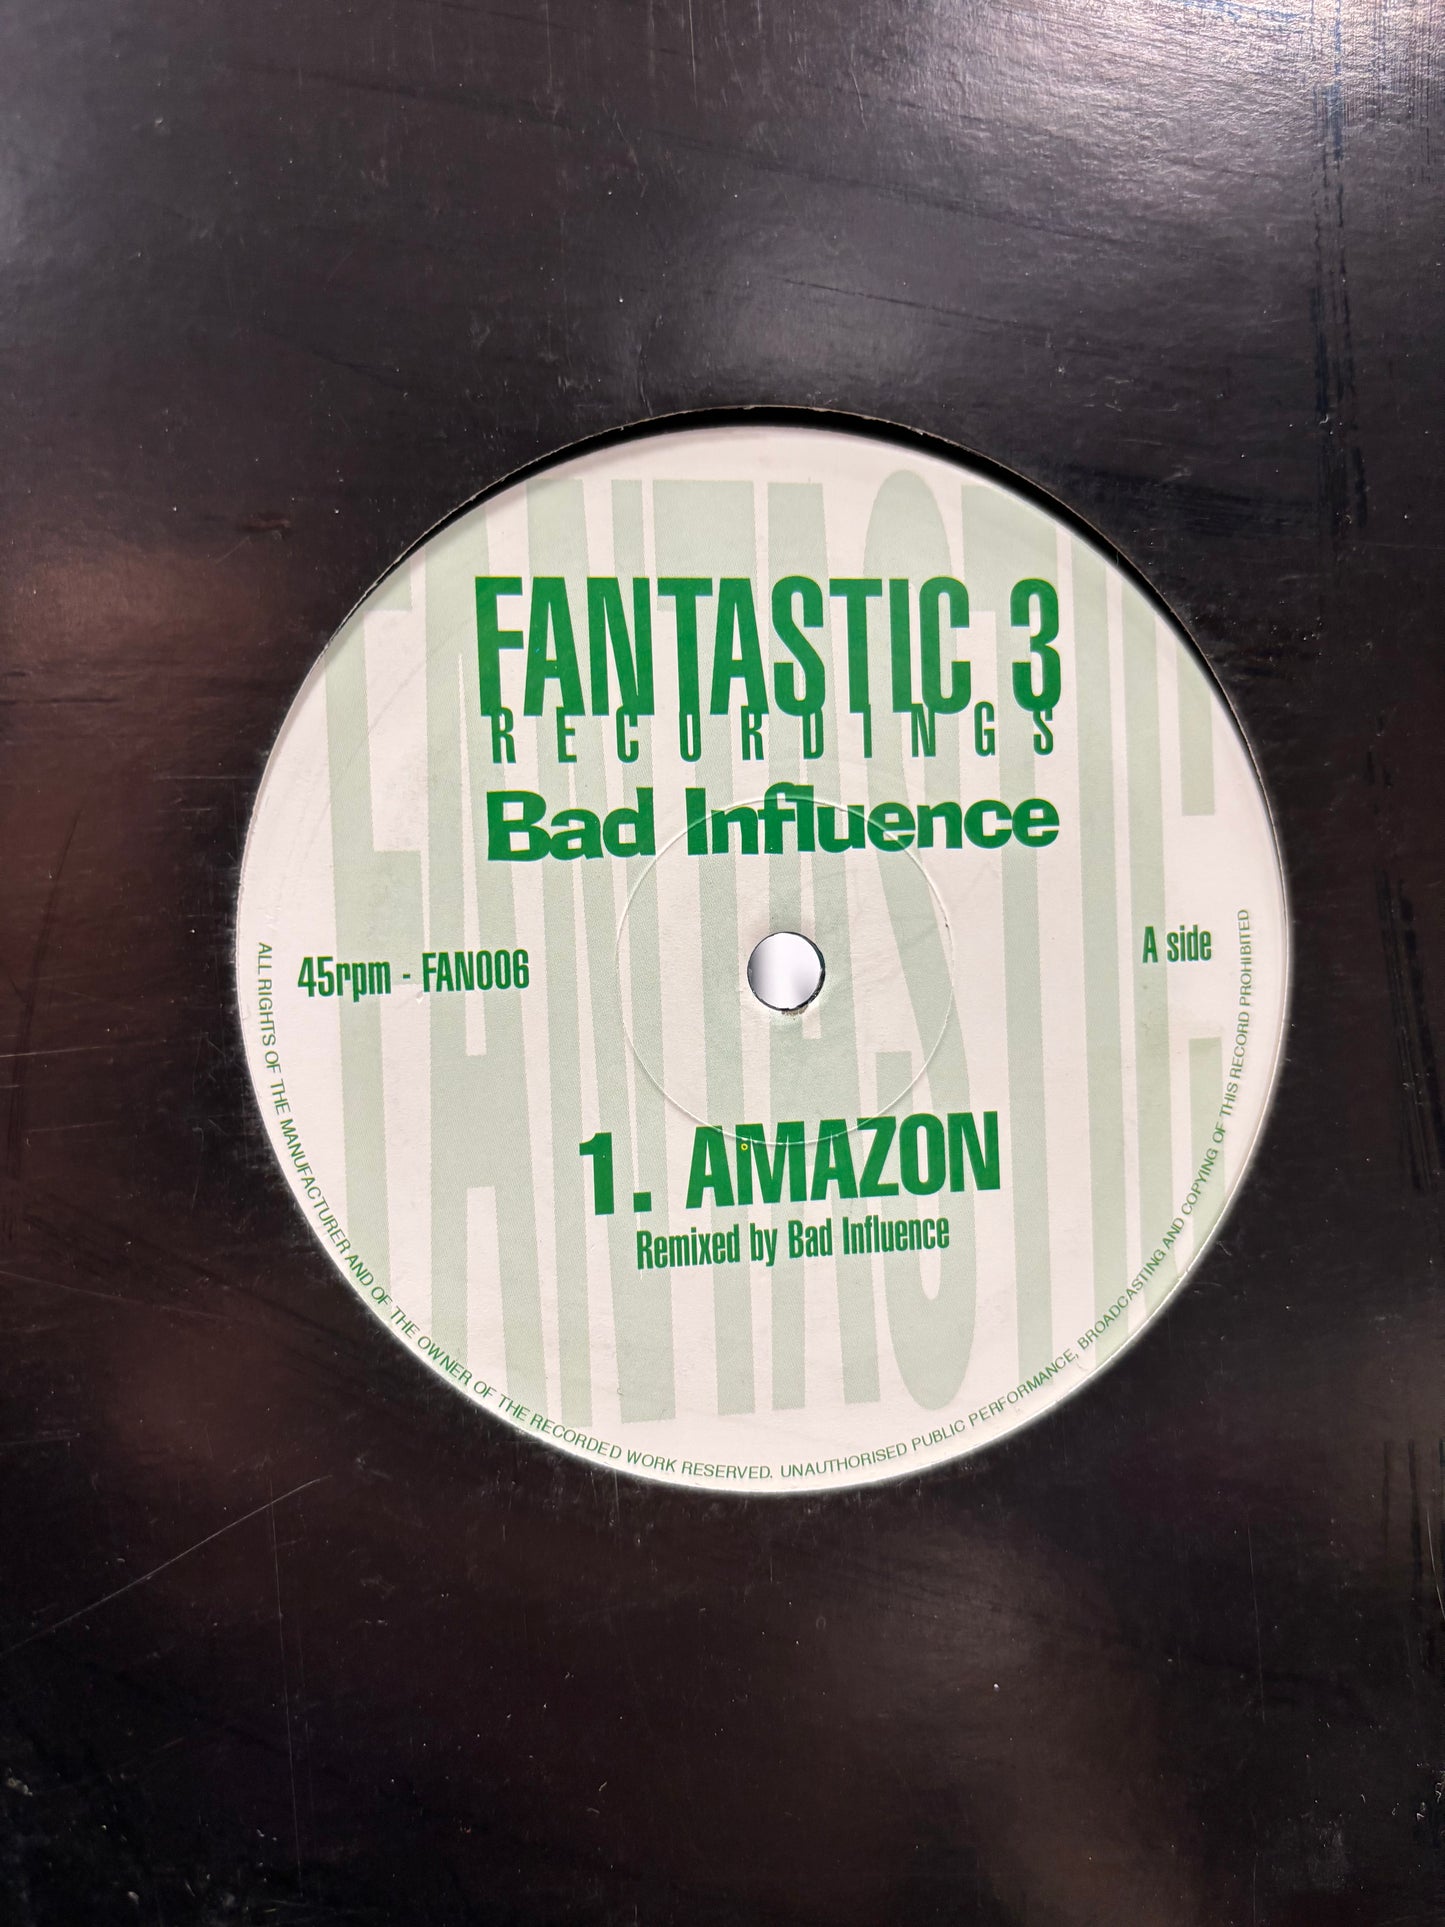 FANTASTIC 3
RECORDINGS
Bad Influence
45rpm - FAN006
A side
1. AMAZON
Remixed by Bad Influence
ALL RIGHTS OF THE MANUFACTURER AND OF THE OWNER OF THE RECORDED WORK RESERVED. UNAUTHORISED PUBLIC PERFORMANCE, BROADCASTING AND COPYING OF THIS RECORD PROHIBITED
FANTASTIC